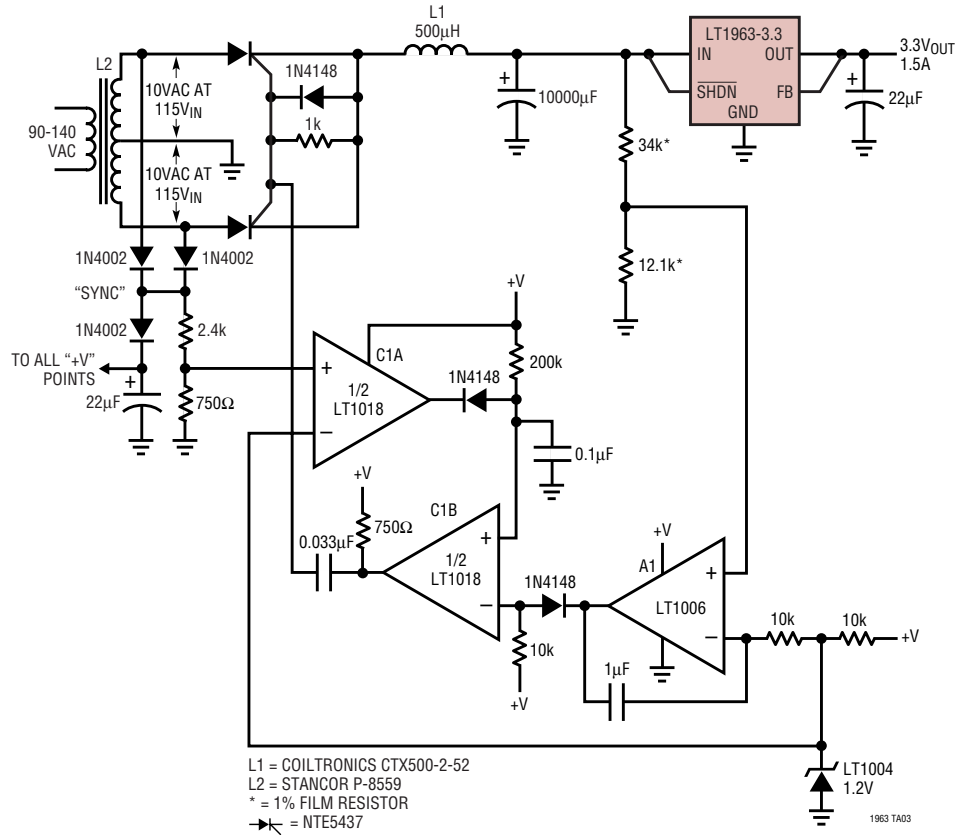 L1
500µH
LT1963-3.3
IN
OUT
SHDN
FB
GND
3.3VOUT
1.5A
L2
10VAC AT
115VIN
1N4148
1k
+
10000µF
+
22µF
90-140
VAC
10VAC AT
115VIN
34k*
12.1k*
1N4002
1N4002
"SYNC"
1N4002
2.4k
TO ALL "+V"
POINTS
+
22µF
750Ω
+V
C1A
+
1/2
LT1018
–
200k
1N4148
0.1µF
+V
750Ω
C1B
0.033µF
+
1/2
LT1018
–
1N4148
10k
+V
+V
A1
+
LT1006
–
10k
10k
+V
1µF
L1 = COILTRONICS CTX500-2-52
L2 = STANCOR P-8559
* = 1% FILM RESISTOR
= NTE5437
LT1004
1.2V
1963 TA03